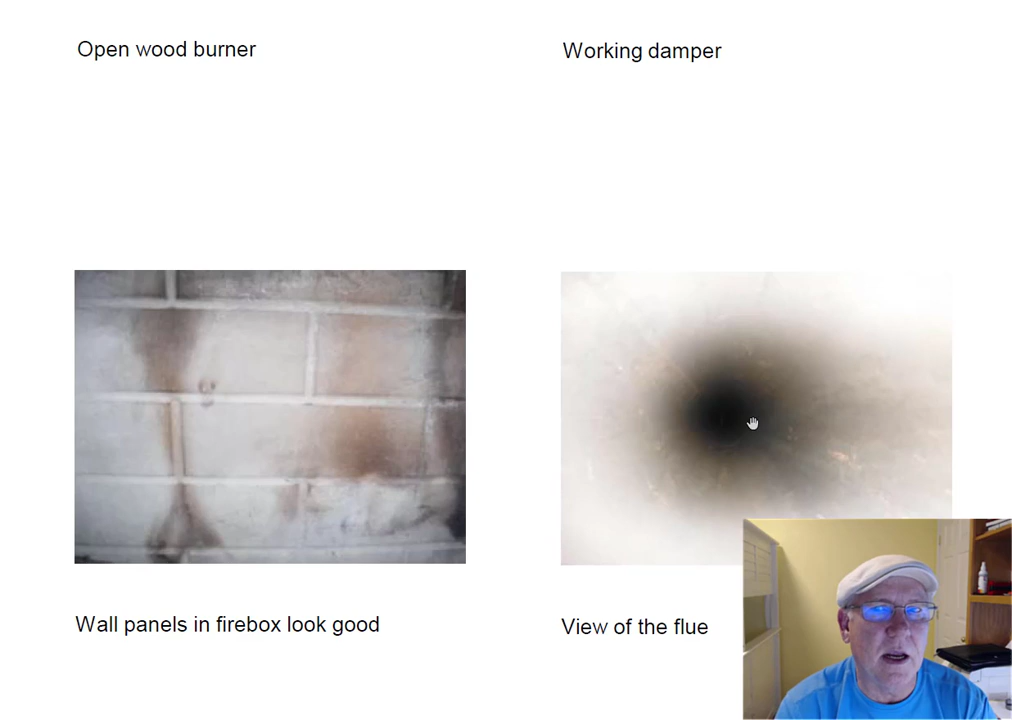 Open wood burner
Working damper
Wall panels in firebox look good
View of the flue